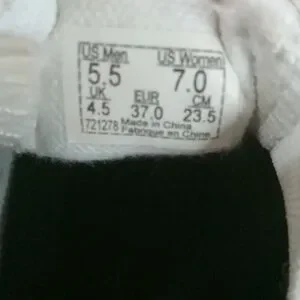 US Men US Women
5.5 7.0
UK EUR CM
4.5 37.0 23.5
721278 Made in China
Fabriqué en Chine